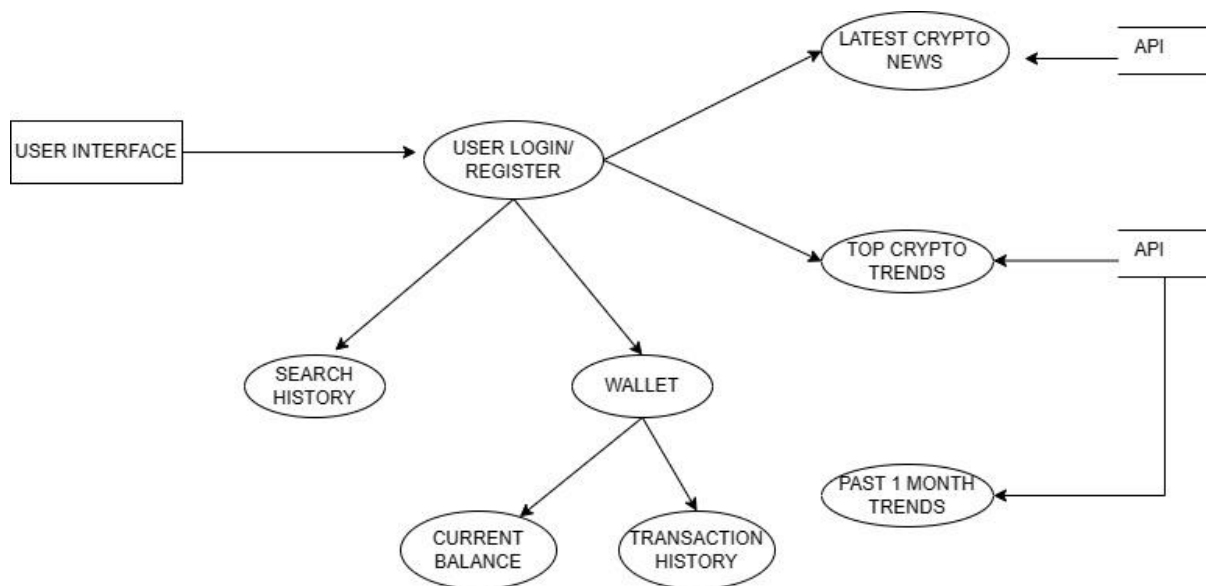 LATEST CRYPTO
NEWS
API
USER INTERFACE
USER LOGIN/
REGISTER
TOP CRYPTO
TRENDS
API
SEARCH
HISTORY
WALLET
PAST 1 MONTH
TRENDS
CURRENT
BALANCE
TRANSACTION
HISTORY